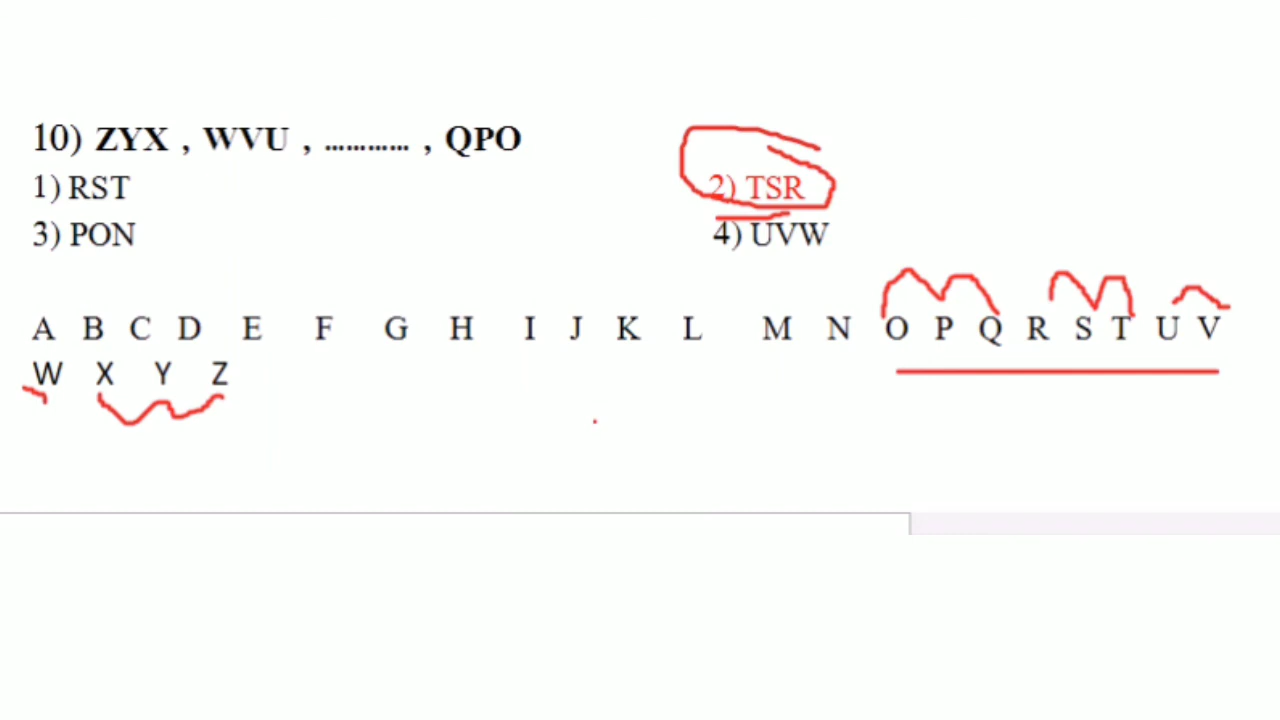 10) ZYX , WVU , ............ , QPO
1) RST 2) TSR
3) PON 4) UVW
A B C D E F G H I J K L M N O P Q R S T U V
W X Y Z